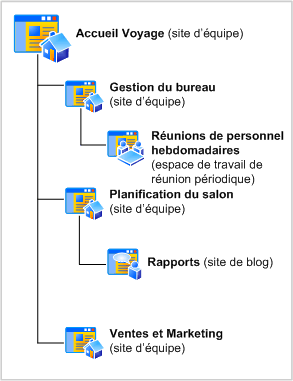 Accueil Voyage (site d'équipe)
Gestion du bureau
(site d'équipe)
Réunions de personnel
hebdomadaires
(espace de travail de
réunion périodique)
Planification du salon
(site d'équipe)
Rapports (site de blog)
Ventes et Marketing
(site d'équipe)